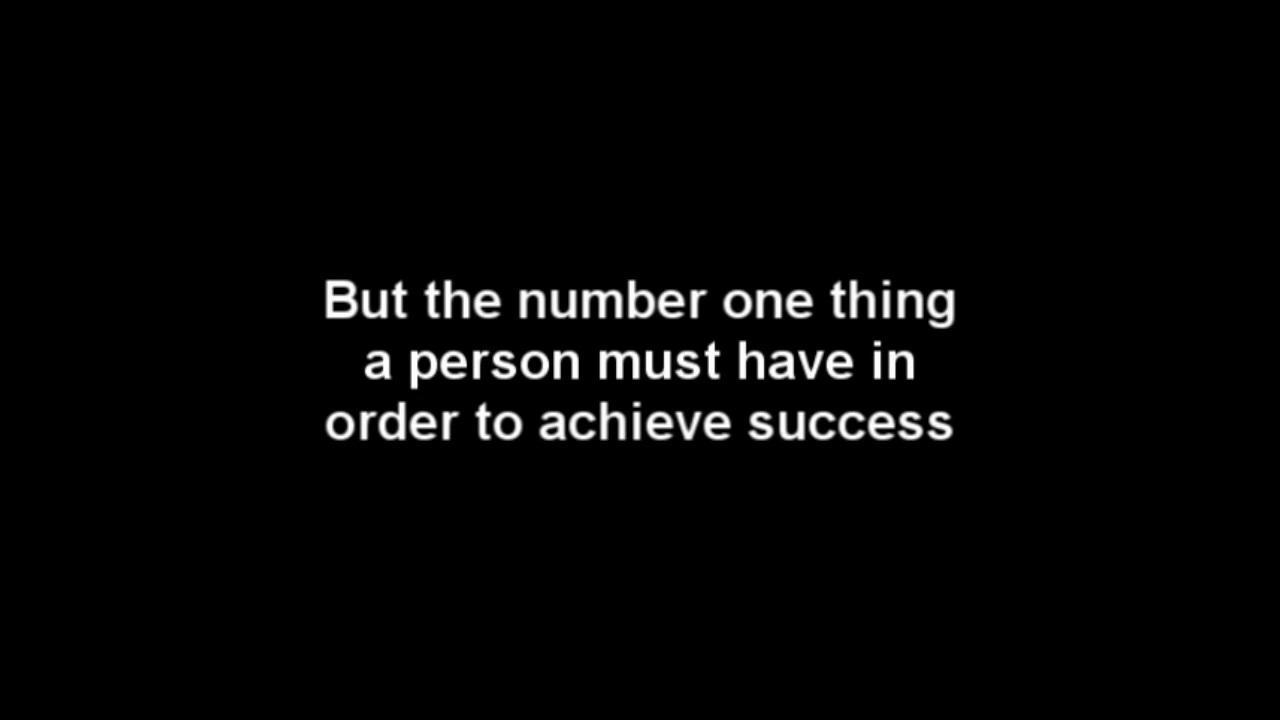 But the number one thing
a person must have in
order to achieve success